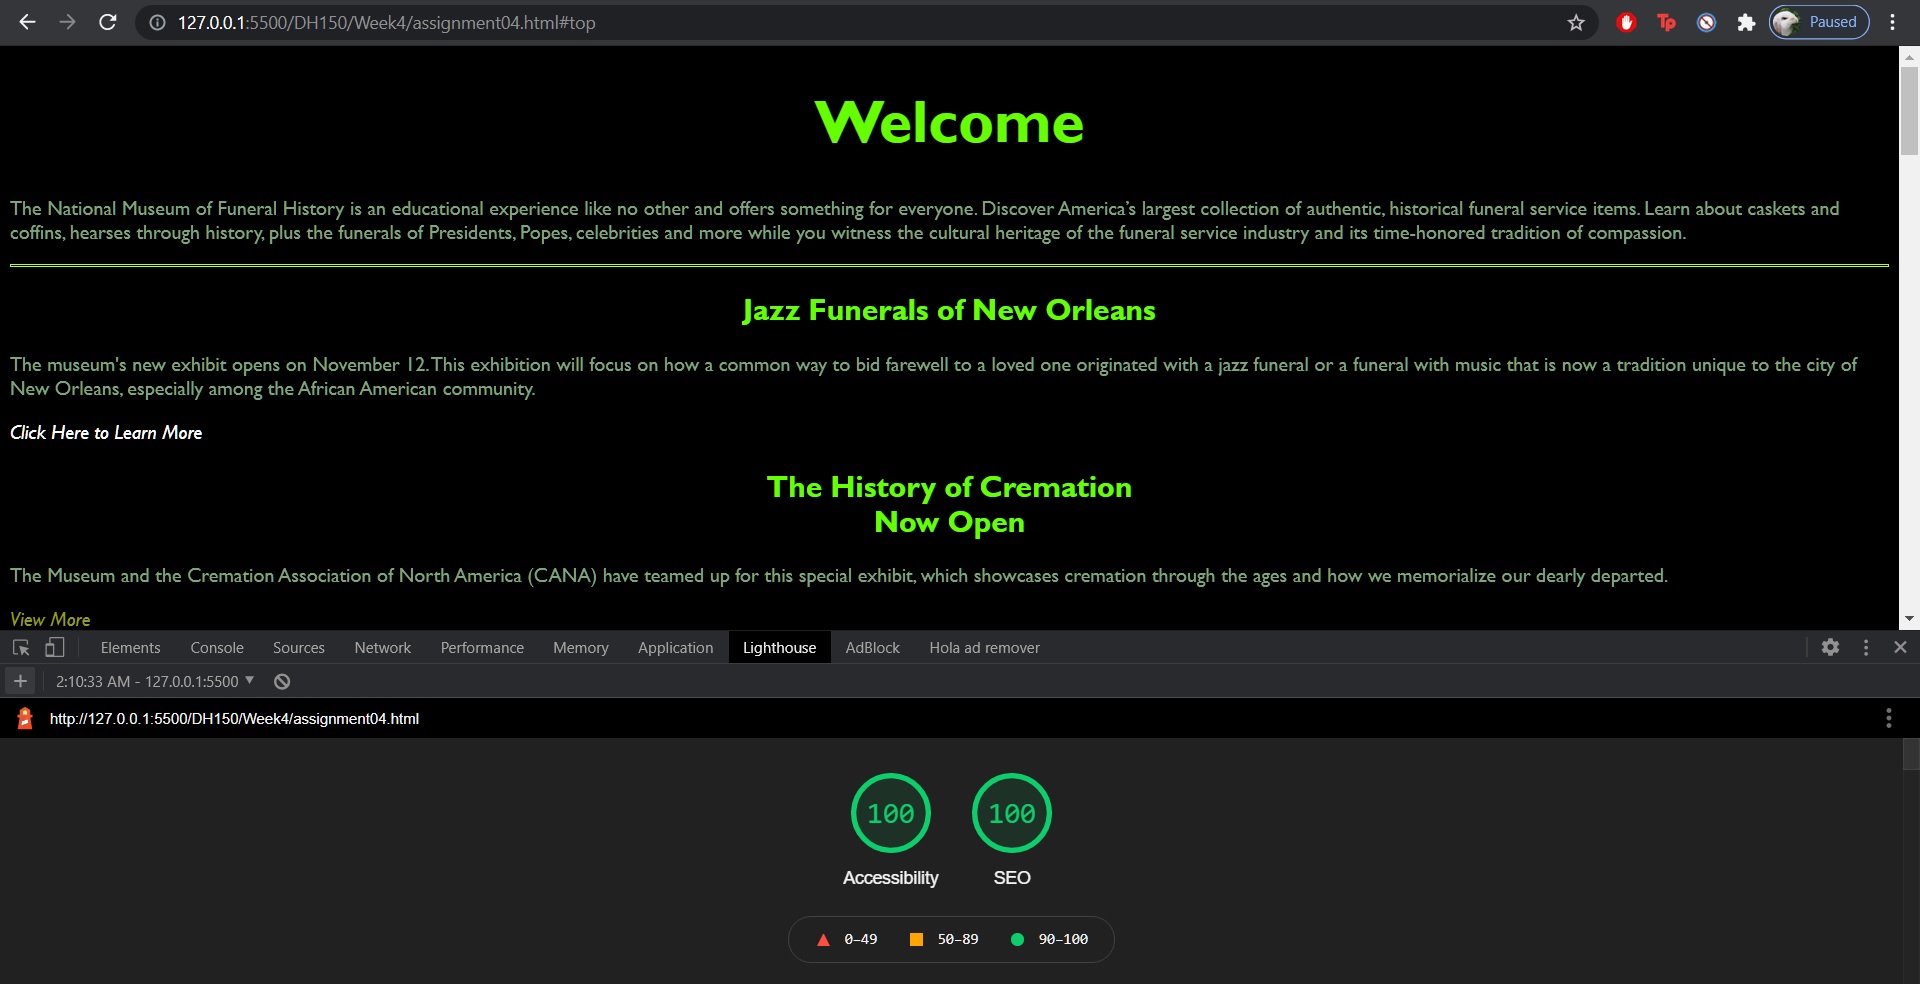 127.0.0.1:5500/DH150/Week4/assignment04.html#top
Tp
Paused
Welcome
The National Museum of Funeral History is an educational experience like no other and offers something for everyone. Discover America’s largest collection of authentic, historical funeral service items. Learn about caskets and
coffins, hearses through history, plus the funerals of Presidents, Popes, celebrities and more while you witness the cultural heritage of the funeral service industry and its time-honored tradition of compassion.
Jazz Funerals of New Orleans
The museum's new exhibit opens on November 12. This exhibition will focus on how a common way to bid farewell to a loved one originated with a jazz funeral or a funeral with music that is now a tradition unique to the city of
New Orleans, especially among the African American community.
Click Here to Learn More
The History of Cremation
Now Open
The Museum and the Cremation Association of North America (CANA) have teamed up for this special exhibit, which showcases cremation through the ages and how we memorialize our dearly departed.
View More
Elements Console Sources Network Performance Memory Application Lighthouse AdBlock Hola ad remover
2:10:33 AM - 127.0.0.1:5500
http://127.0.0.1:5500/DH150/Week4/assignment04.html
100 100
Accessibility SEO
0–49 50–89 90–100